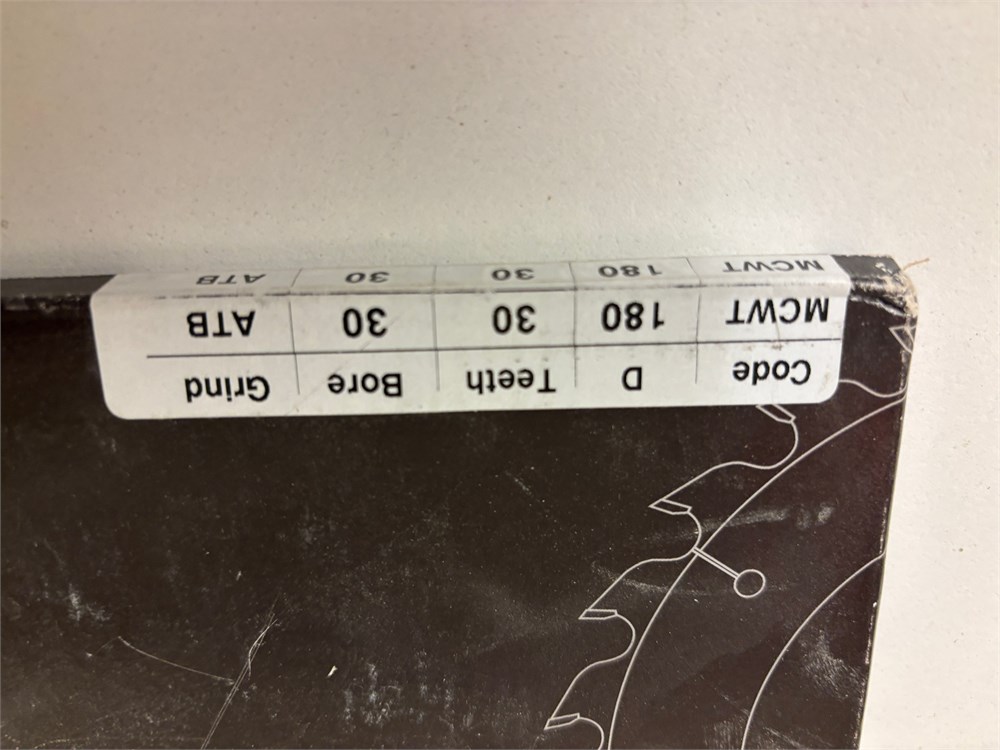 Code D Teeth Bore Grind
MCWT 180 30 30 ATB
MCWT 180 30 30 ATB